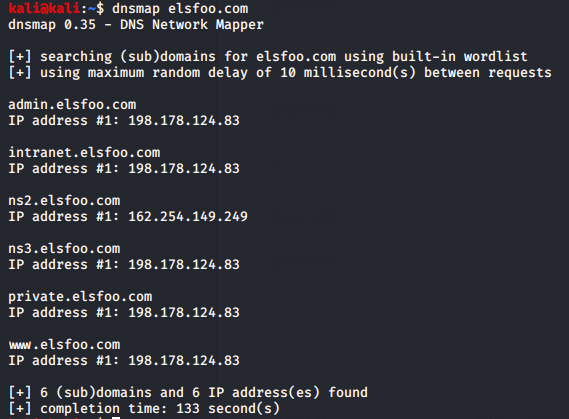 kali@kali:~$ dnsmap elsfoo.com
dnsmap 0.35 - DNS Network Mapper
[+] searching (sub)domains for elsfoo.com using built-in wordlist
[+] using maximum random delay of 10 millisecond(s) between requests
admin.elsfoo.com
IP address #1: 198.178.124.83
intranet.elsfoo.com
IP address #1: 198.178.124.83
ns2.elsfoo.com
IP address #1: 162.254.149.249
ns3.elsfoo.com
IP address #1: 198.178.124.83
private.elsfoo.com
IP address #1: 198.178.124.83
www.elsfoo.com
IP address #1: 198.178.124.83
[+] 6 (sub)domains and 6 IP address(es) found
[+] completion time: 133 second(s)